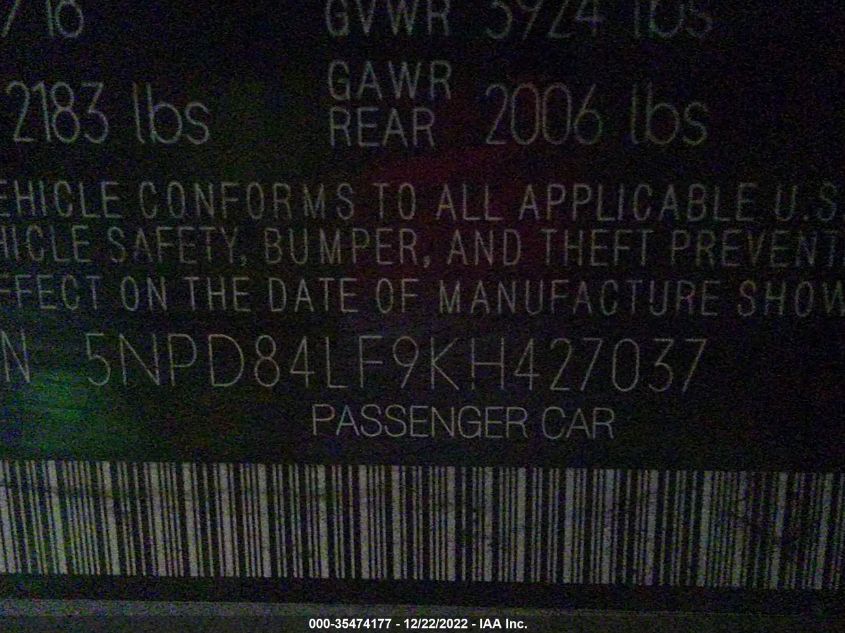 /18 GVWR 3924 lbs
2183 lbs GAWR REAR 2006 lbs
EHICLE CONFORMS TO ALL APPLICABLE U.S.
HICLE SAFETY, BUMPER, AND THEFT PREVENT
FFECT ON THE DATE OF MANUFACTURE SHOW
N 5NPD84LF9KH427037
PASSENGER CAR
000-35474177 - 12/22/2022 - IAA Inc.